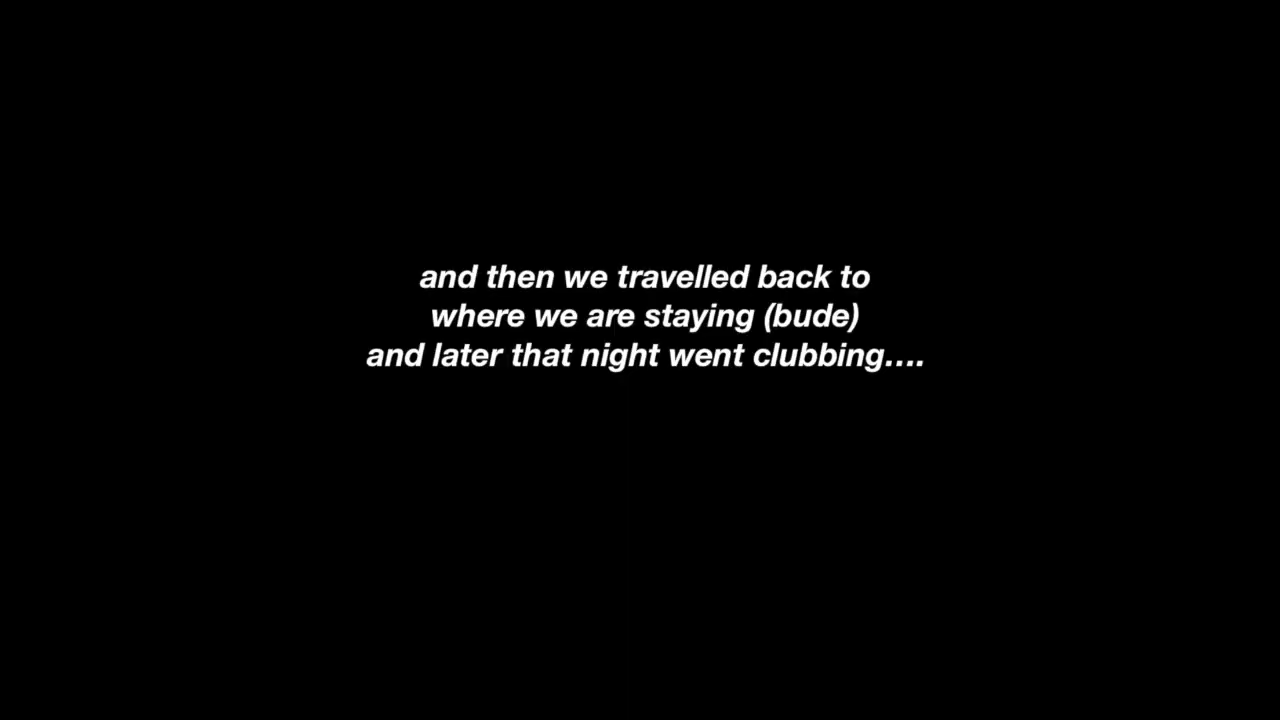 and then we travelled back to
where we are staying (bude)
and later that night went clubbing....